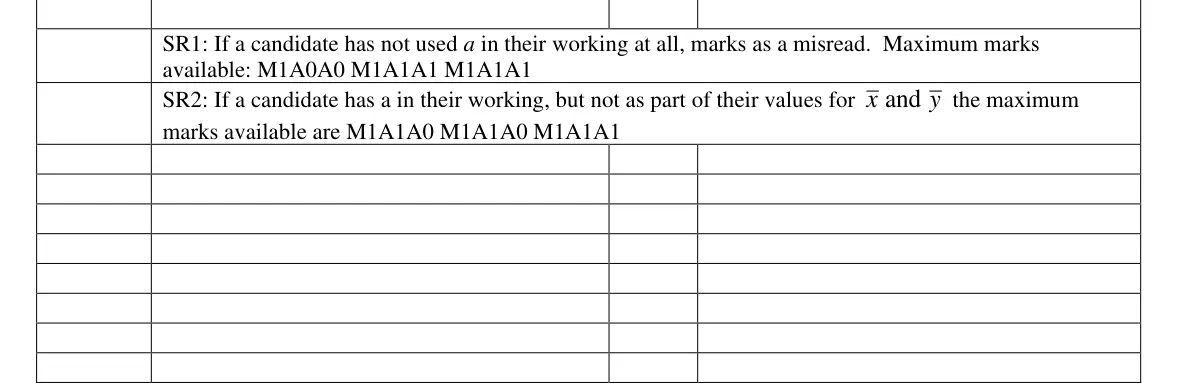 SR1: If a candidate has not used a in their working at all, marks as a misread. Maximum marks
available: M1A0A0 M1A1A1 M1A1A1
SR2: If a candidate has a in their working, but not as part of their values for x̅ and y̅ the maximum
marks available are M1A1A0 M1A1A0 M1A1A1